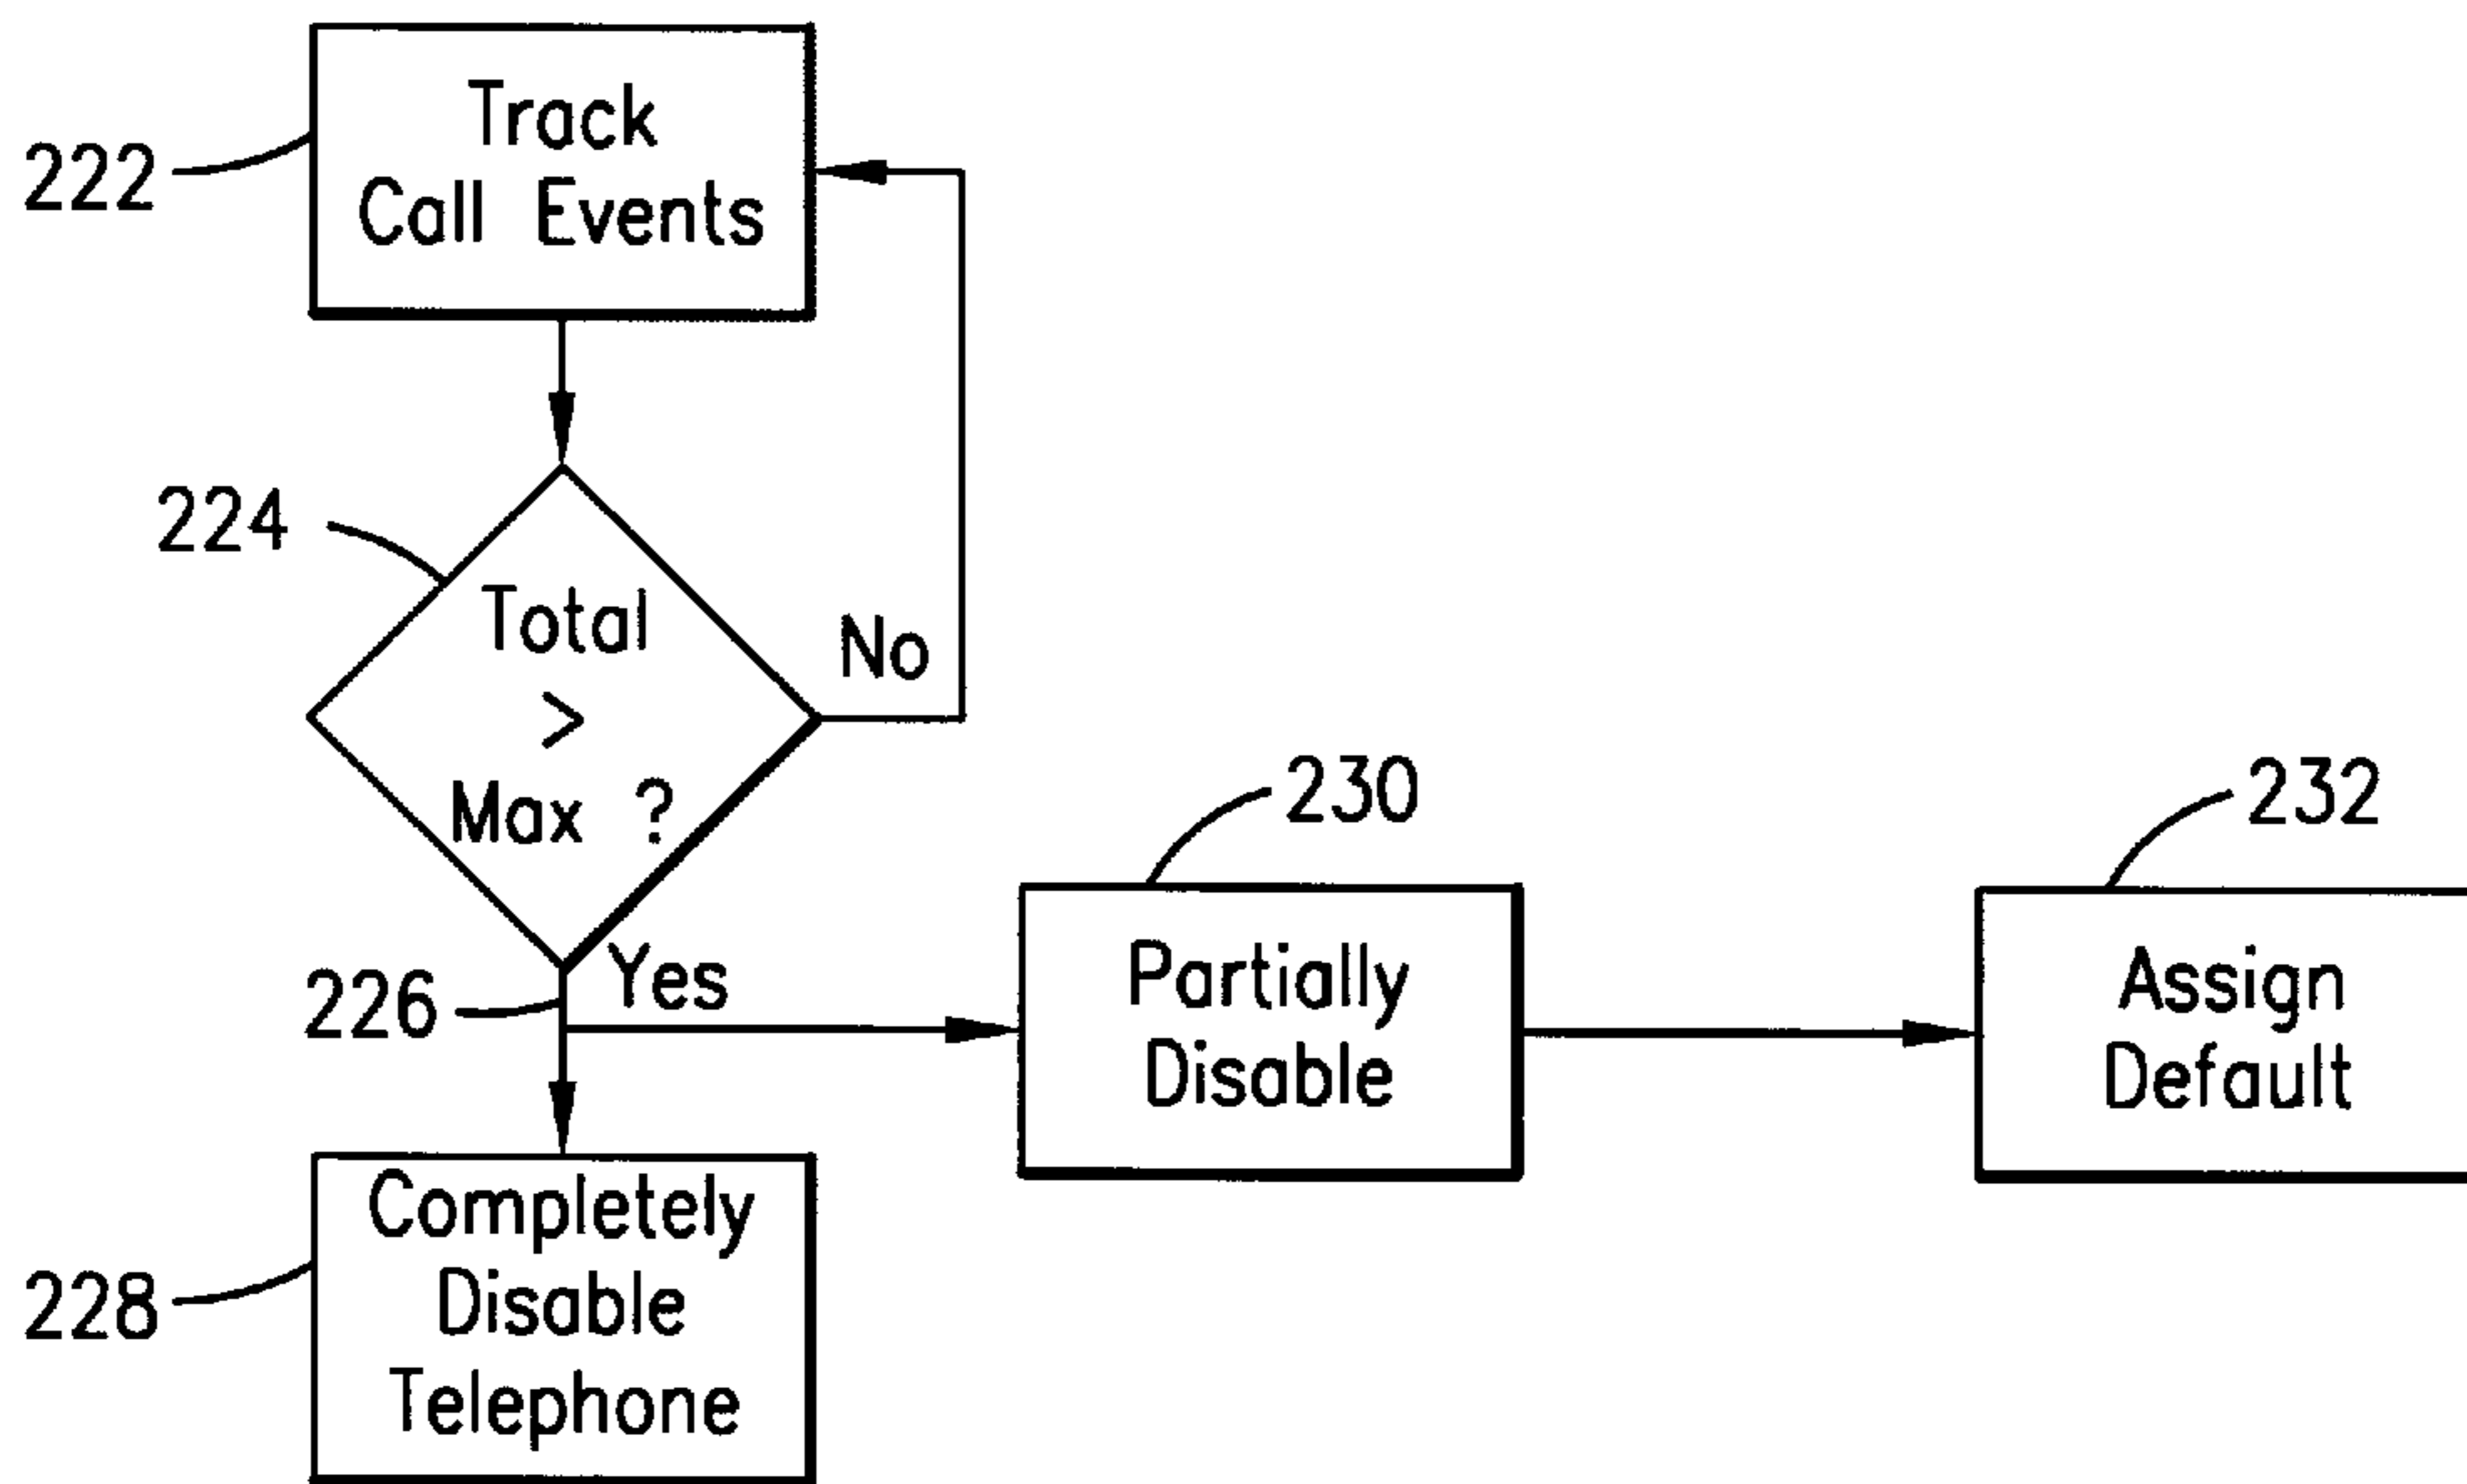 222
Track
Call Events
224
Total
>
Max ?
No
226
Yes
230
Partially
Disable
232
Assign
Default
228
Completely
Disable
Telephone